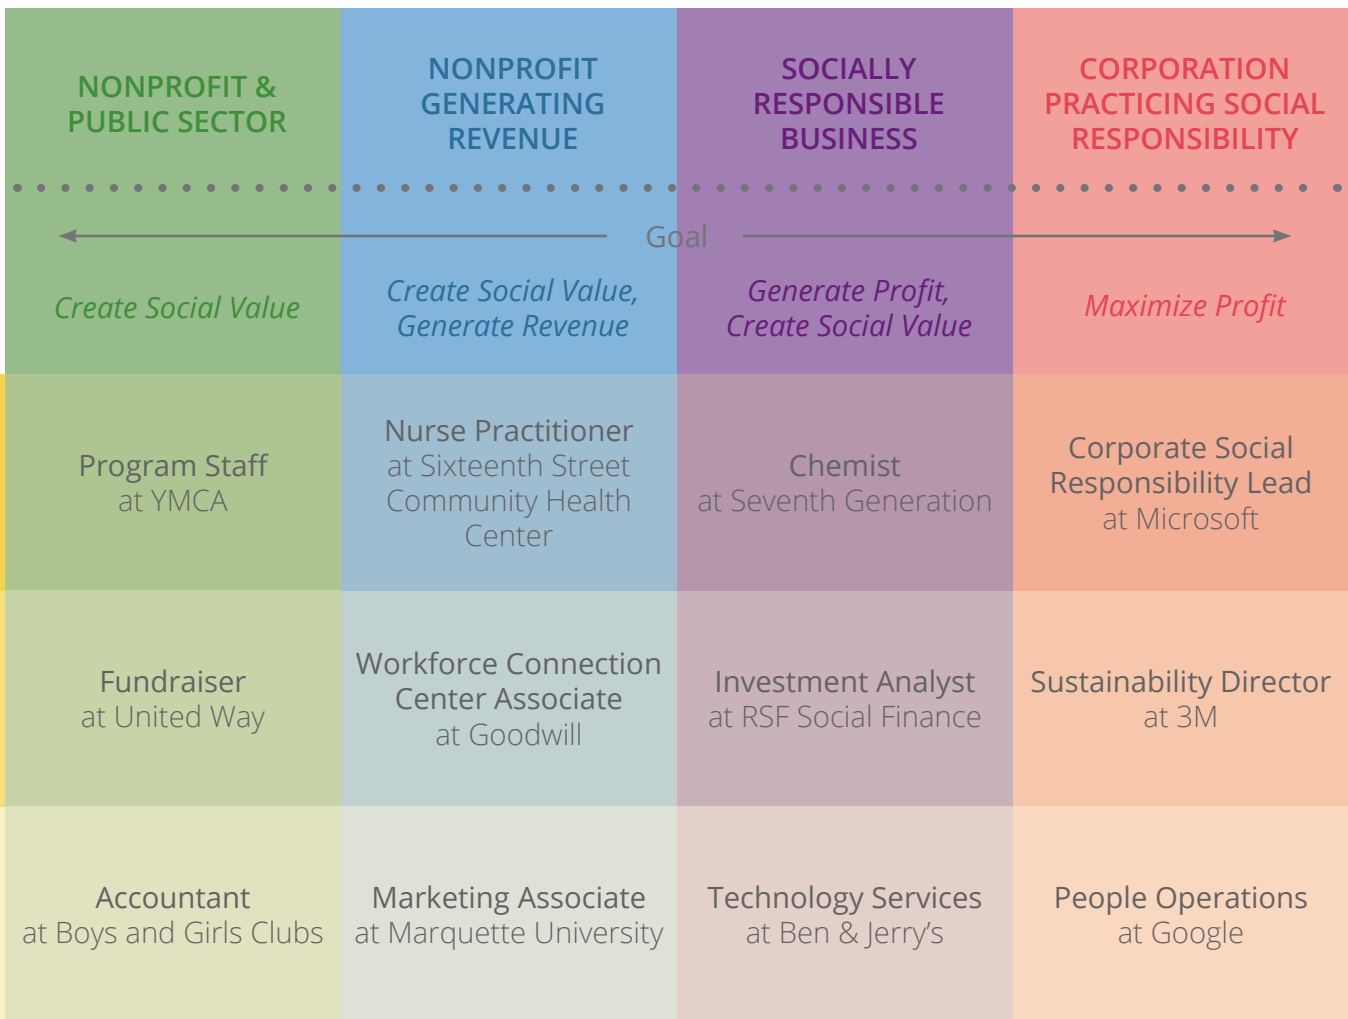 NONPROFIT &
PUBLIC SECTOR
NONPROFIT
GENERATING
REVENUE
SOCIALLY
RESPONSIBLE
BUSINESS
CORPORATION
PRACTICING SOCIAL
RESPONSIBILITY
Goal
Create Social Value
Create Social Value,
Generate Revenue
Generate Profit,
Create Social Value
Maximize Profit
Program Staff
at YMCA
Nurse Practitioner
at Sixteenth Street
Community Health
Center
Chemist
at Seventh Generation
Corporate Social
Responsibility Lead
at Microsoft
Fundraiser
at United Way
Workforce Connection
Center Associate
at Goodwill
Investment Analyst
at RSF Social Finance
Sustainability Director
at 3M
Accountant
at Boys and Girls Clubs
Marketing Associate
at Marquette University
Technology Services
at Ben & Jerry’s
People Operations
at Google